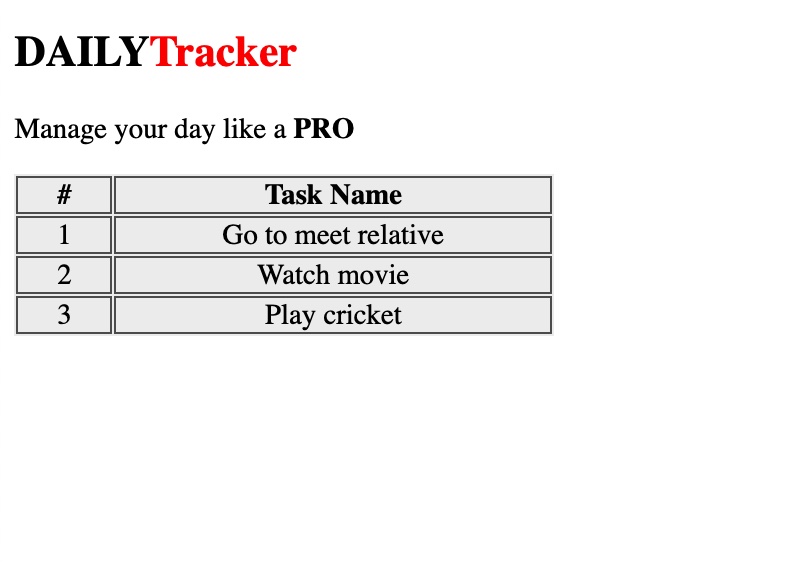 DAILYTracker
Manage your day like a PRO
# Task Name
1 Go to meet relative
2 Watch movie
3 Play cricket